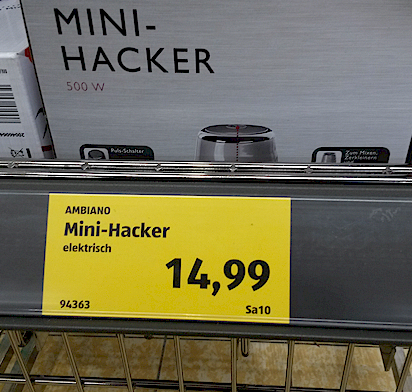 MINI-
HACKER
500 W
Puls-Schalter
Zum Mixen,
Zerkleinern
AMBIANO
Mini-Hacker
elektrisch
14,99
94363
Sa10